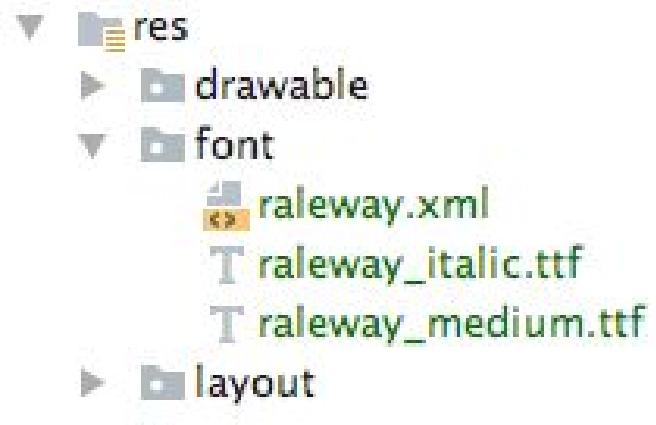 res
drawable
font
raleway.xml
raleway_italic.ttf
raleway_medium.ttf
layout